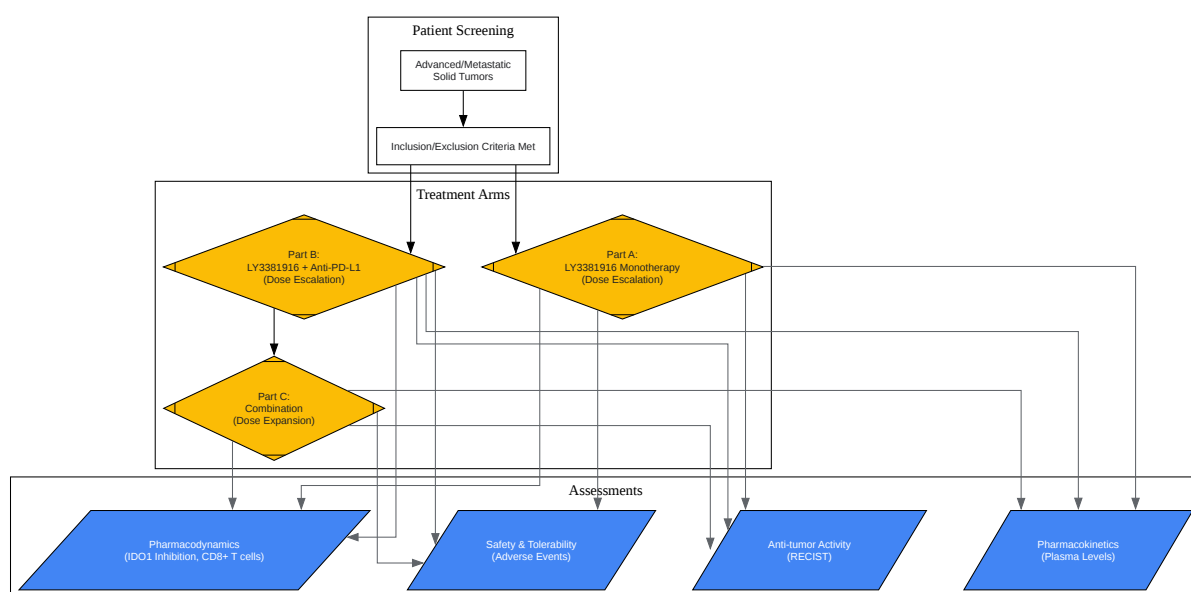 Patient Screening
Advanced/Metastatic
Solid Tumors
Inclusion/Exclusion Criteria Met
Treatment Arms
Part B:
LY3381916 + Anti-PD-L1
(Dose Escalation)
Part A:
LY3381916 Monotherapy
(Dose Escalation)
Part C:
Combination
(Dose Expansion)
Assessments
Pharmacodynamics
(IDO1 Inhibition, CD8+ T cells)
Safety & Tolerability
(Adverse Events)
Anti-tumor Activity
(RECIST)
Pharmacokinetics
(Plasma Levels)